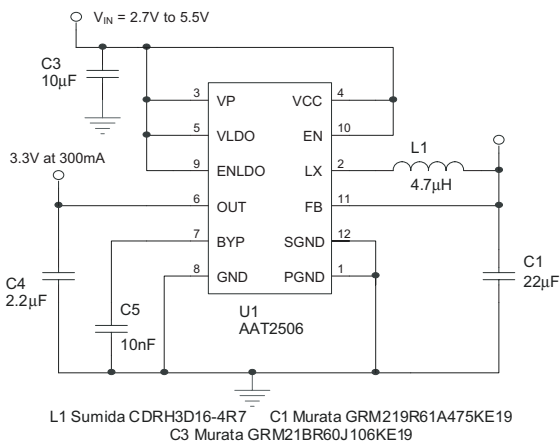 V_IN = 2.7V to 5.5V
C3
10μF
3 VP VCC 4
5 VLDO EN 10
9 ENLDO LX 2
6 OUT FB 11
7 BYP SGND 12
8 GND PGND 1
L1
4.7μH
3.3V at 300mA
C4
2.2μF
C5
10nF
C1
22μF
U1
AAT2506
L1 Sumida CDRH3D16-4R7 C1 Murata GRM219R61A475KE19
C3 Murata GRM21BR60J106KE19